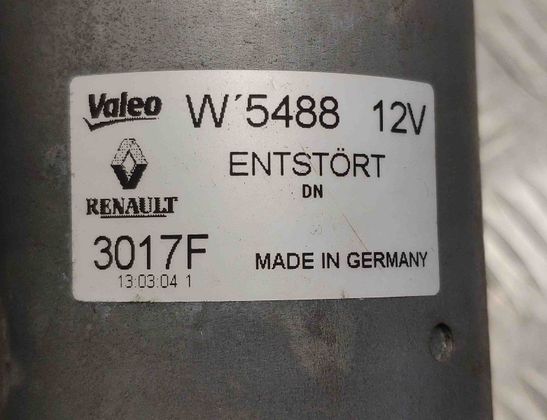 Valeo W´5488 12V
ENTSTÖRT
DN
RENAULT
3017F MADE IN GERMANY
13:03:04 1